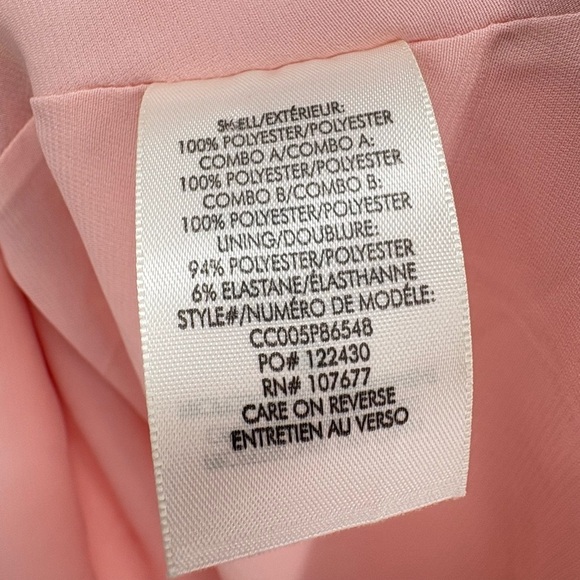 SHELL/EXTÉRIEUR:
100% POLYESTER/POLYESTER
COMBO A/COMBO A:
100% POLYESTER/POLYESTER
COMBO B/COMBO B:
100% POLYESTER/POLYESTER
LINING/DOUBLURE:
94% POLYESTER/POLYESTER
6% ELASTANE/ÉLASTHANNE
STYLE#/NUMÉRO DE MODÉLE:
CC005P86548
PO# 122430
RN# 107677
CARE ON REVERSE
ENTRETIEN AU VERSO